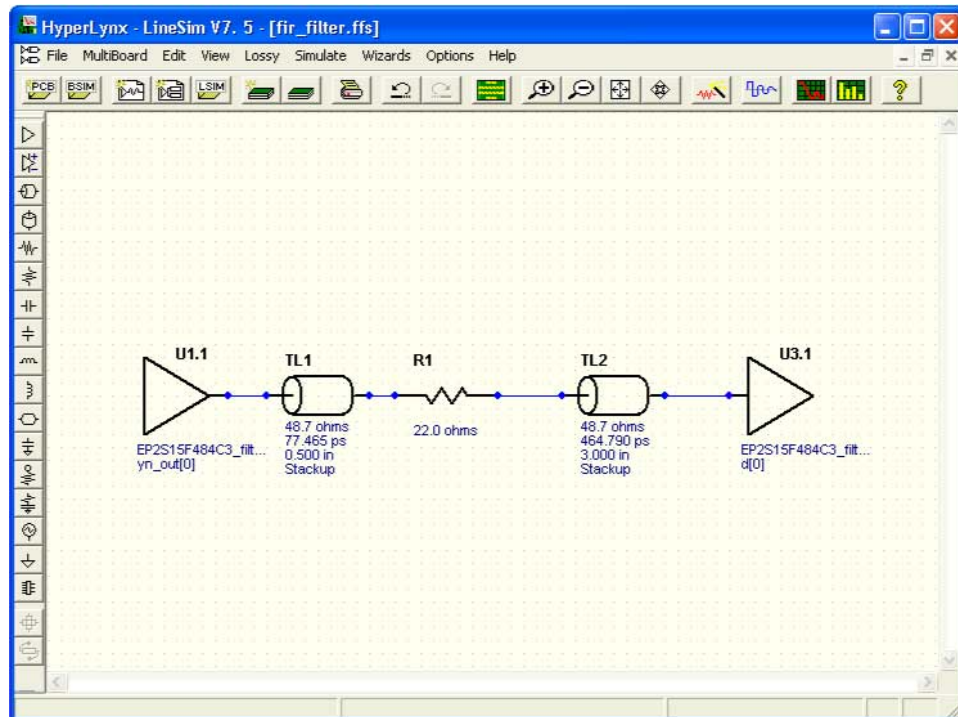 HyperLynx - LineSim V7. 5 - [fir_filter.ffs]
File MultiBoard Edit View Lossy Simulate Wizards Options Help
PCB BSIM LSIM
U1.1
TL1
R1
TL2
U3.1
48.7 ohms
77.465 ps
0.500 in
Stackup
22.0 ohms
48.7 ohms
464.790 ps
3.000 in
Stackup
EP2S15F484C3_filt...
yn_out[0]
EP2S15F484C3_filt...
d[0]